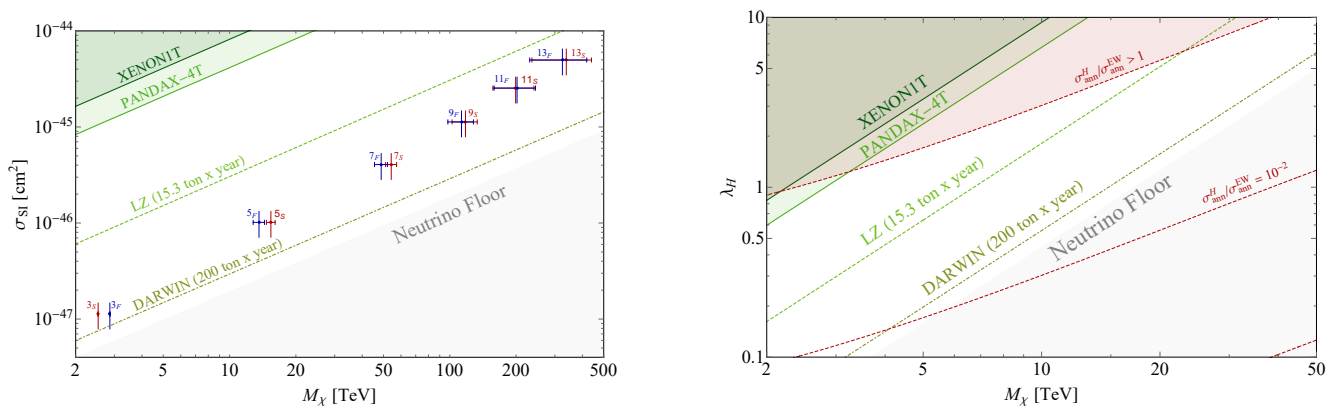 10⁻⁴⁴
10⁻⁴⁵
10⁻⁴⁶
10⁻⁴⁷
σ_SI [cm²]
XENON1T
PANDAX-4T
LZ (15.3 ton x year)
DARWIN (200 ton x year)
Neutrino Floor
3_S 3_F
5_F 5_S
7_F 7_S
9_F 9_S
11_F 11_S
13_F 13_S
2 5 10 20 50 100 200 500
M_χ [TeV]
10
5
1
0.5
0.1
λ_H
XENON1T
PANDAX-4T
σ^H_ann/σ^EW_ann > 1
LZ (15.3 ton x year)
DARWIN (200 ton x year)
Neutrino Floor
σ^H_ann/σ^EW_ann = 10⁻²
2 5 10 20 50
M_χ [TeV]